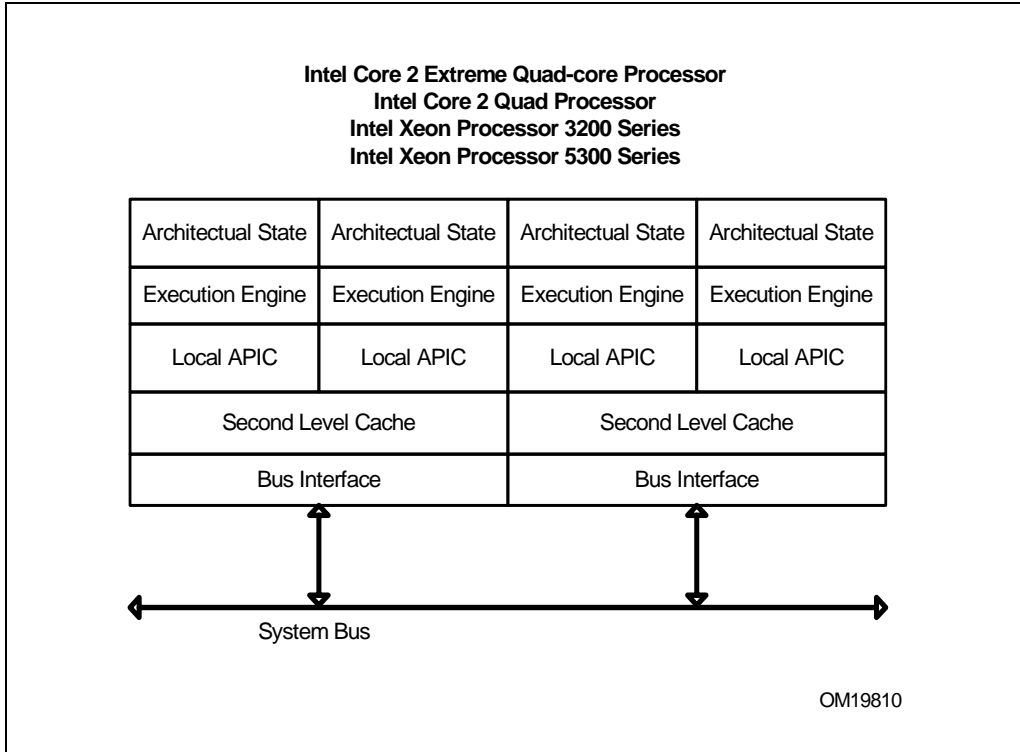 Intel Core 2 Extreme Quad-core Processor
Intel Core 2 Quad Processor
Intel Xeon Processor 3200 Series
Intel Xeon Processor 5300 Series
Architectual State Architectual State Architectual State Architectual State
Execution Engine Execution Engine Execution Engine Execution Engine
Local APIC Local APIC Local APIC Local APIC
Second Level Cache Second Level Cache
Bus Interface Bus Interface
System Bus
OM19810